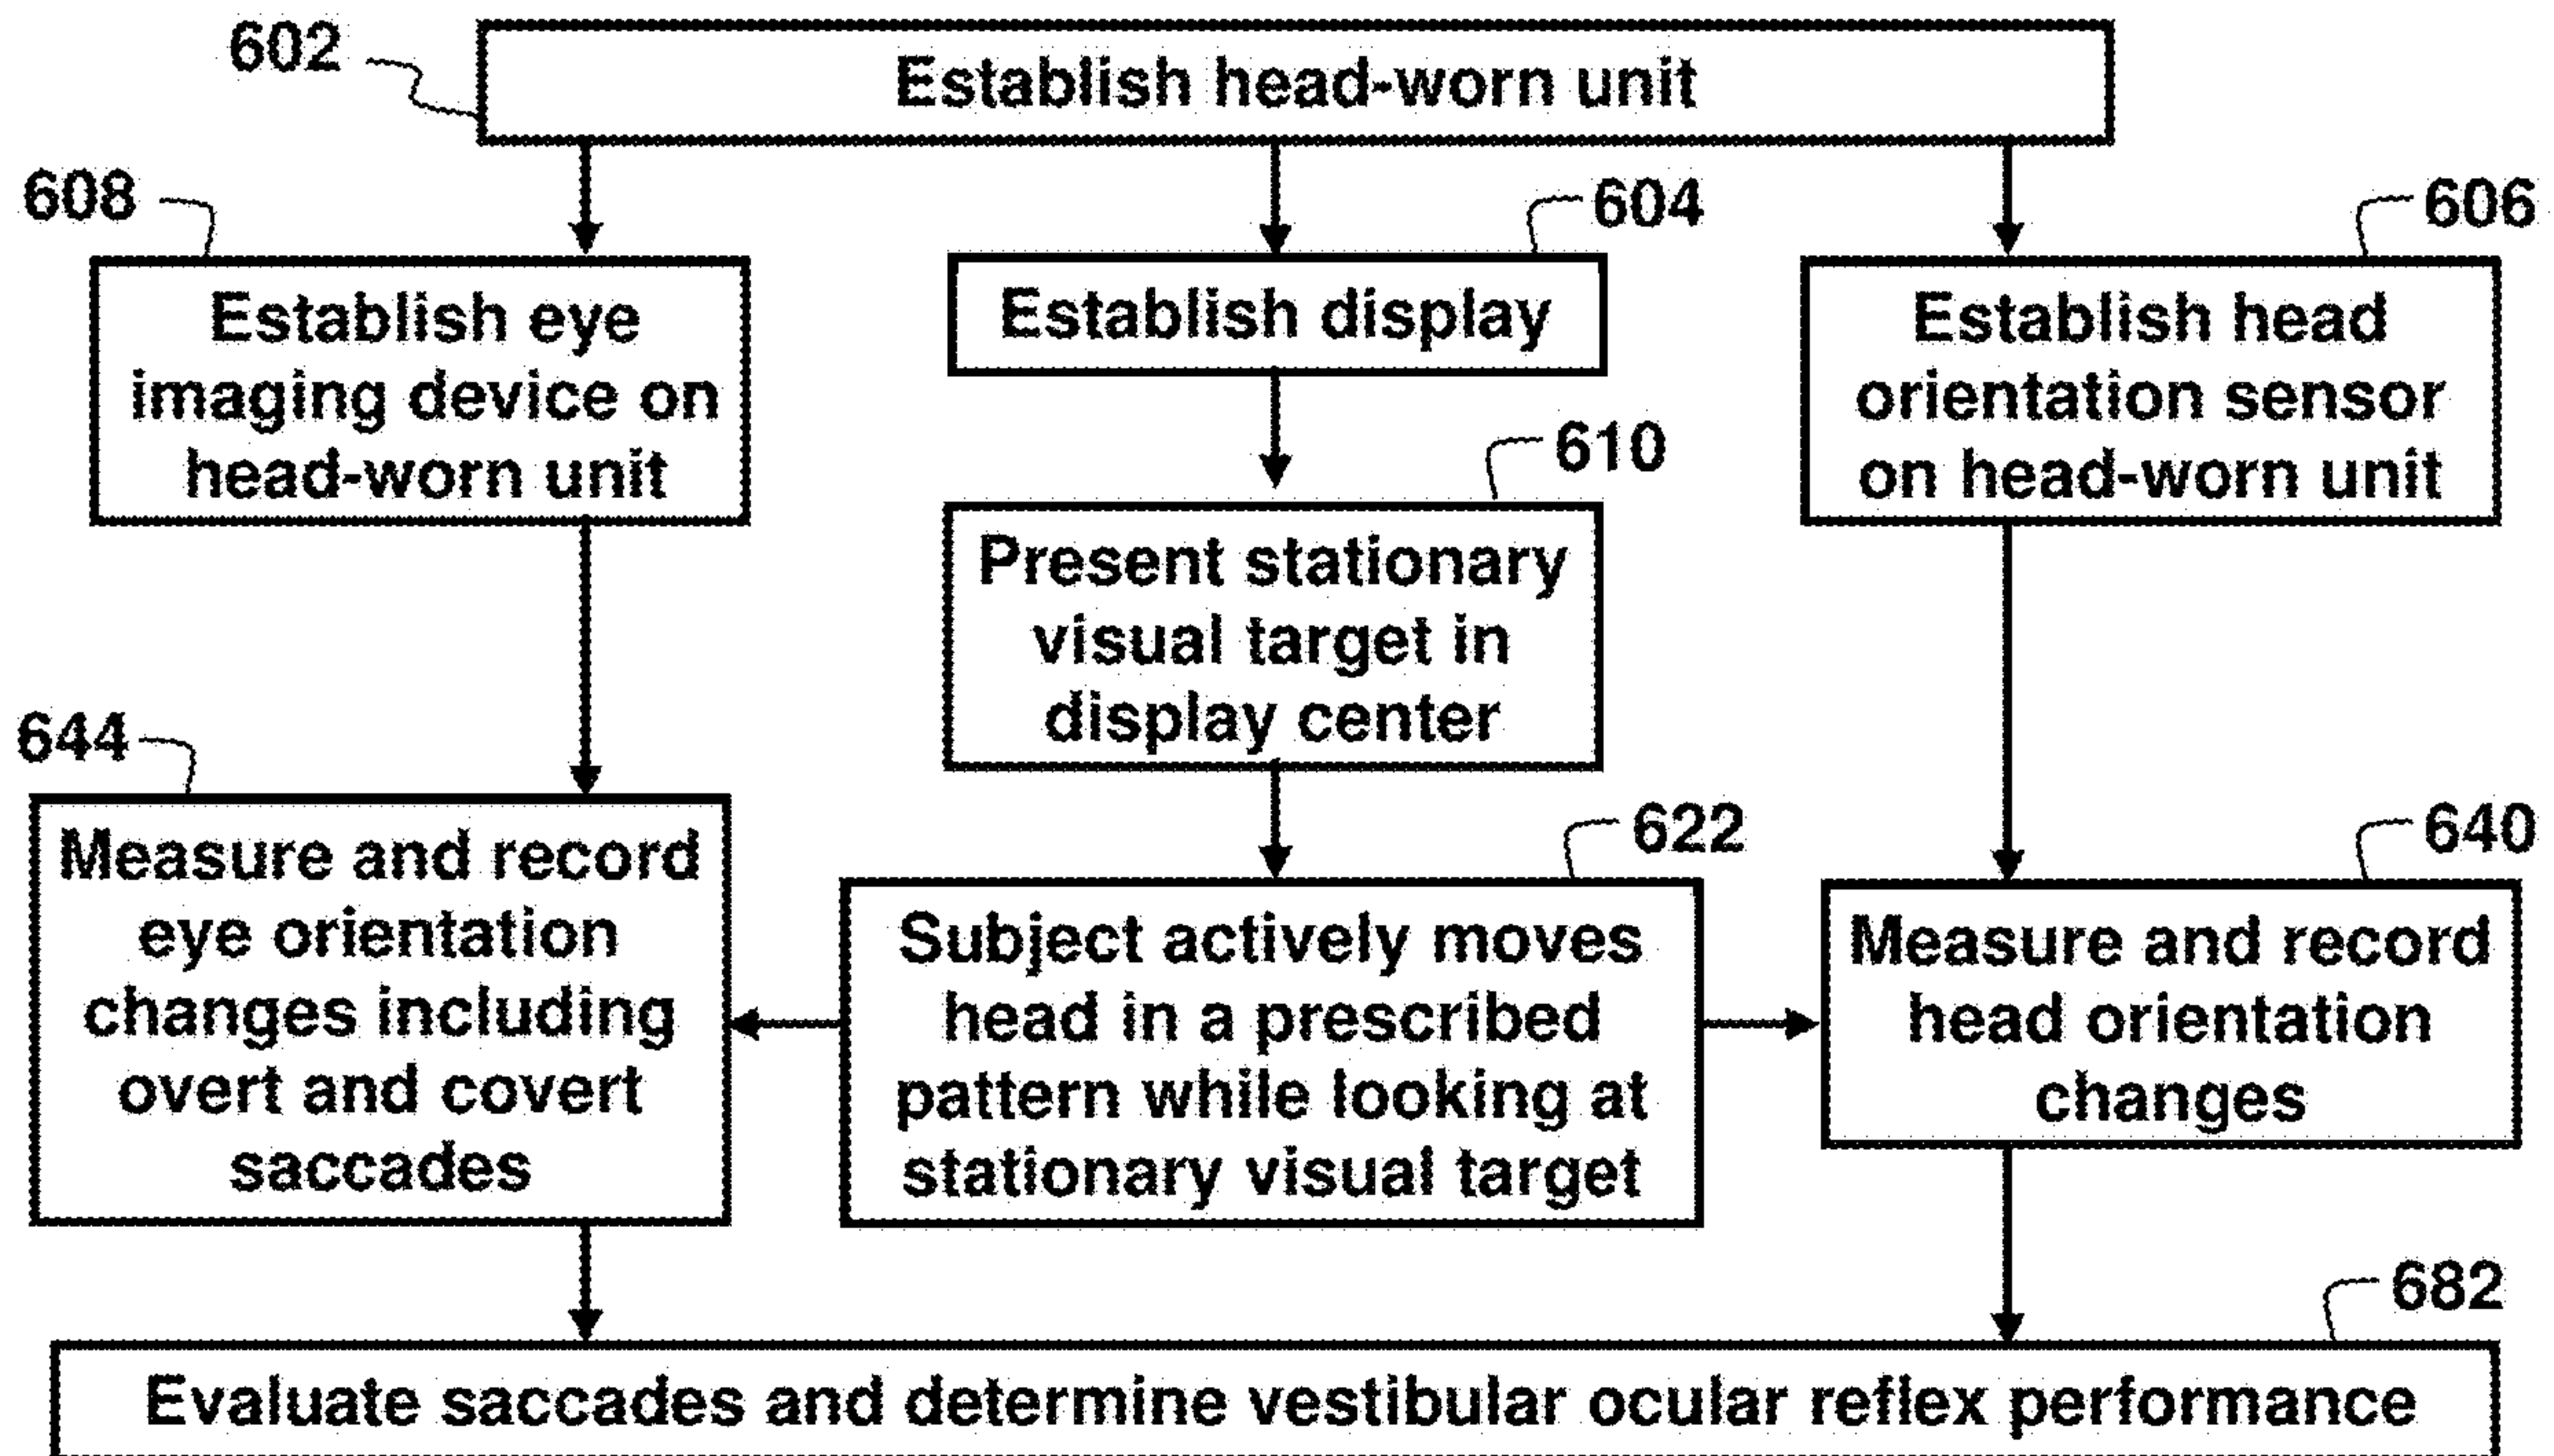 602
Establish head-worn unit
608
604
606
Establish eye
imaging device on
head-worn unit
Establish display
Establish head
orientation sensor
on head-worn unit
610
Present stationary
visual target in
display center
644
622
640
Measure and record
eye orientation
changes including
overt and covert
saccades
Subject actively moves
head in a prescribed
pattern while looking at
stationary visual target
Measure and record
head orientation
changes
682
Evaluate saccades and determine vestibular ocular reflex performance